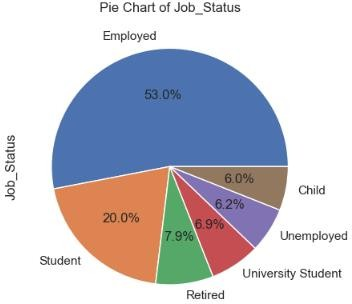 Pie Chart of Job_Status
Employed
53.0%
Job_Status
6.0%
Child
6.2%
20.0%
6.9%
7.9%
Unemployed
Student
University Student
Retired